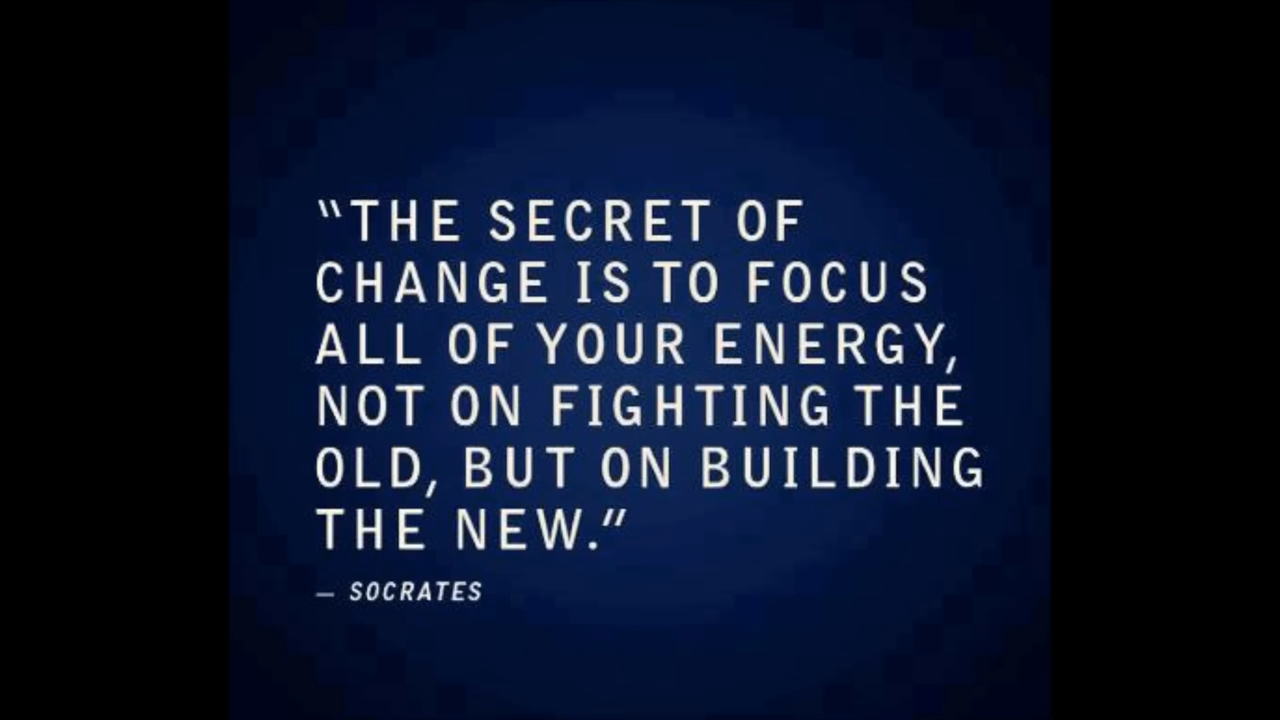 “THE SECRET OF
CHANGE IS TO FOCUS
ALL OF YOUR ENERGY,
NOT ON FIGHTING THE
OLD, BUT ON BUILDING
THE NEW.”
— SOCRATES